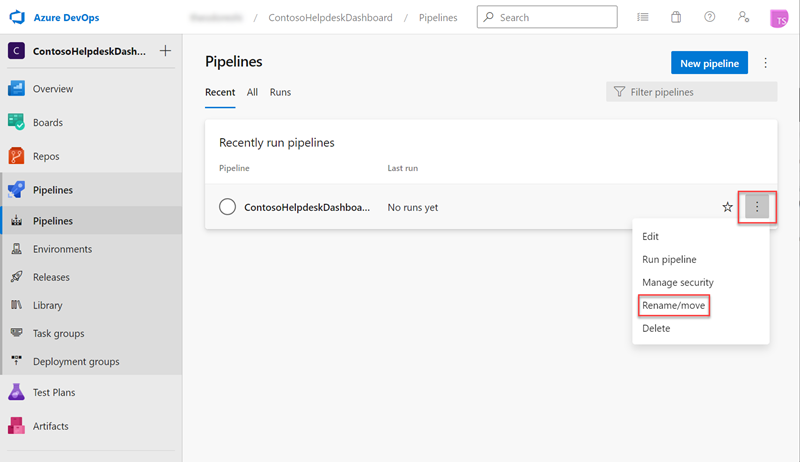 Azure DevOps
/ ContosoHelpdeskDashboard / Pipelines
Search
TS
C ContosoHelpdeskDash...
Overview
Boards
Repos
Pipelines
Pipelines
Environments
Releases
Library
Task groups
Deployment groups
Test Plans
Artifacts
Pipelines
New pipeline
Recent All Runs
Filter pipelines
Recently run pipelines
Pipeline Last run
ContosoHelpdeskDashboa... No runs yet
Edit
Run pipeline
Manage security
Rename/move
Delete